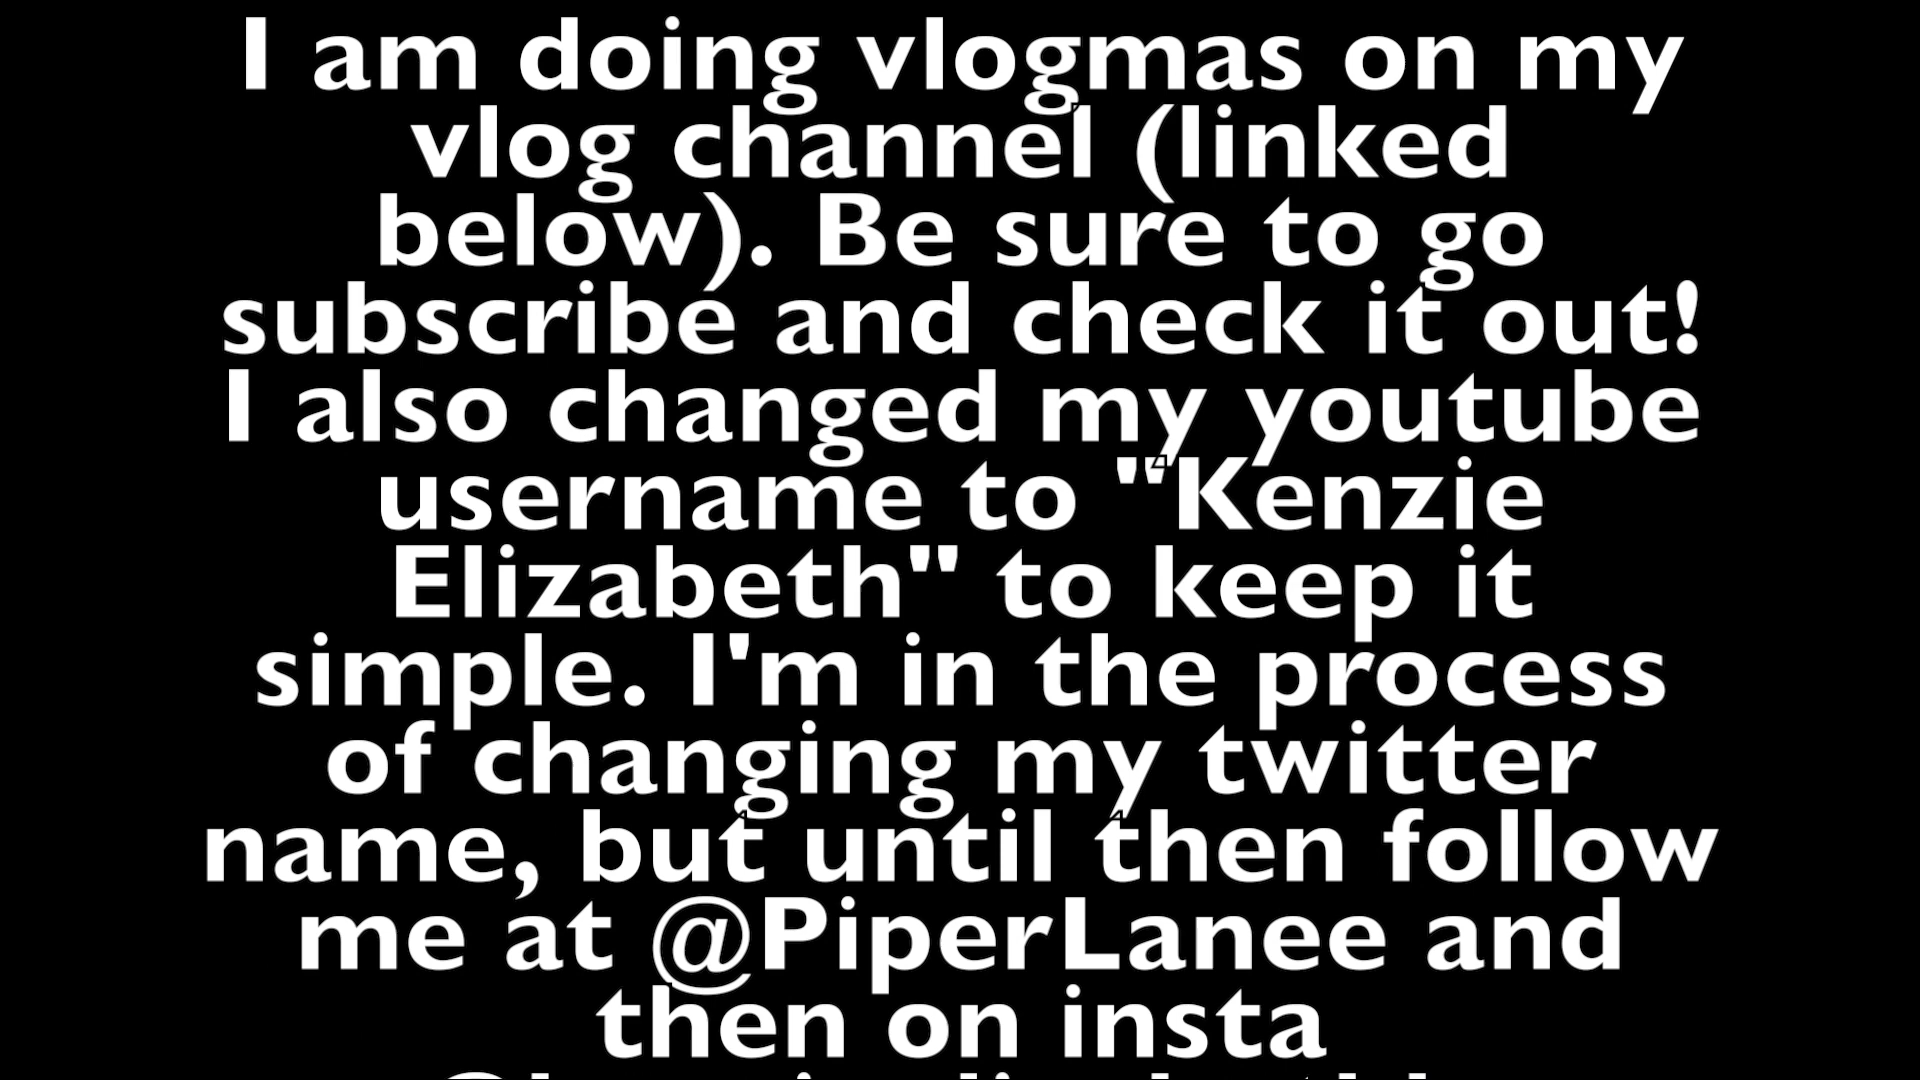 I am doing vlogmas on my
vlog channel (linked
below). Be sure to go
subscribe and check it out!
I also changed my youtube
username to "Kenzie
Elizabeth" to keep it
simple. I'm in the process
of changing my twitter
name, but until then follow
me at @PiperLanee and
then on insta